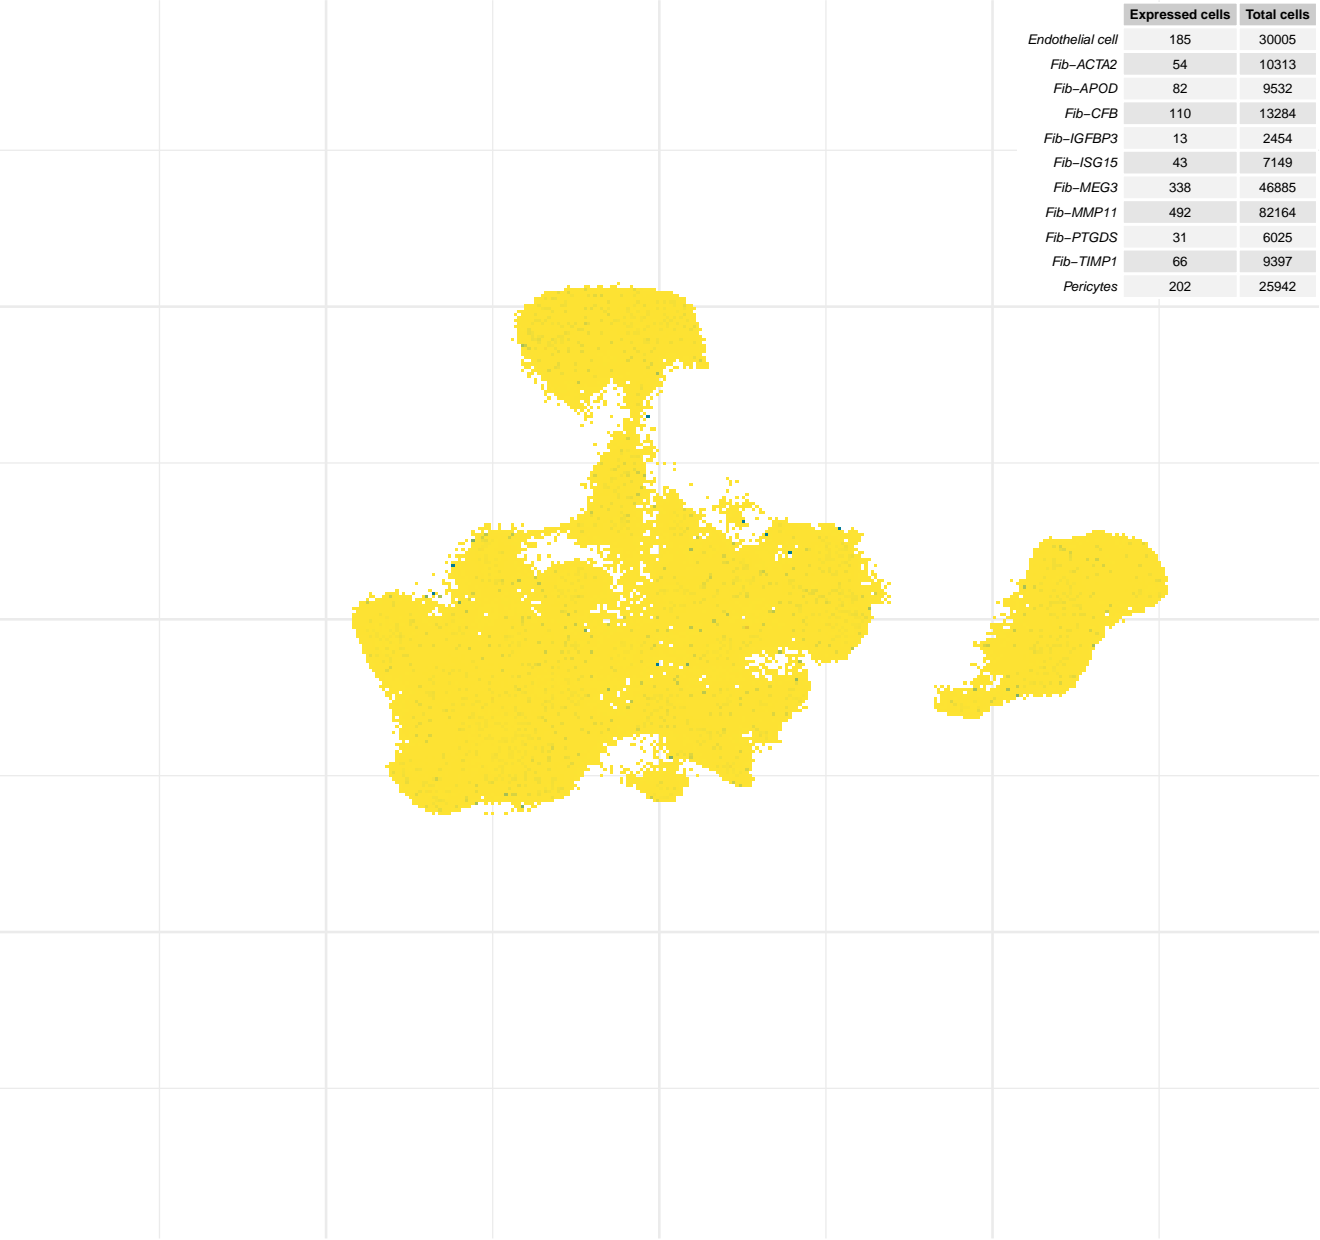 Expressed cells Total cells
Endothelial cell 185 30005
Fib−ACTA2 54 10313
Fib−APOD 82 9532
Fib−CFB 110 13284
Fib−IGFBP3 13 2454
Fib−ISG15 43 7149
Fib−MEG3 338 46885
Fib−MMP11 492 82164
Fib−PTGDS 31 6025
Fib−TIMP1 66 9397
Pericytes 202 25942